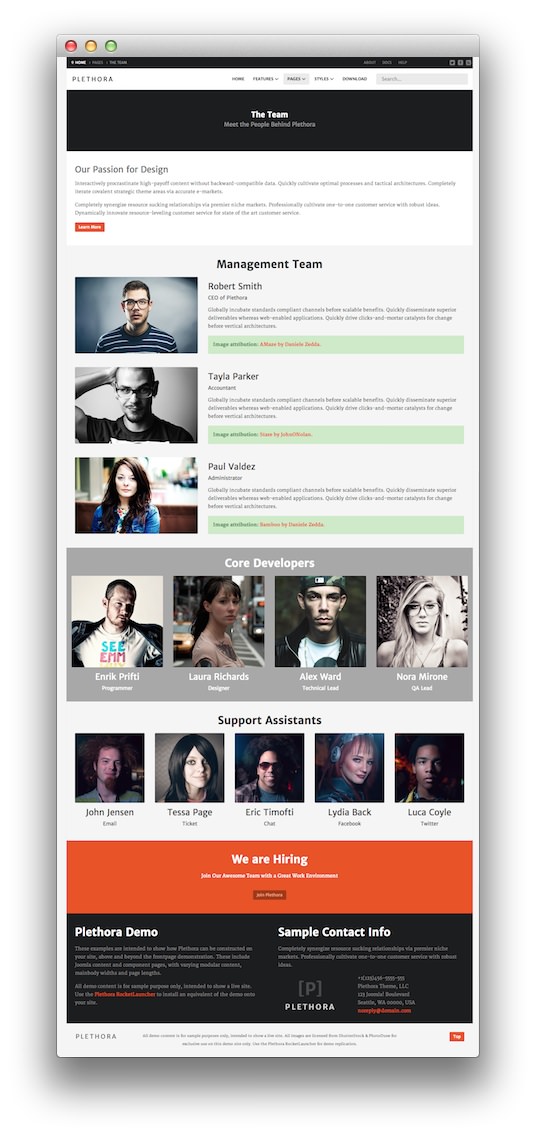 HOME PAGES THE TEAM ABOUT DOCS HELP
PLETHORA HOME FEATURES PAGES STYLES DOWNLOAD Search...
The Team
Meet the People Behind Plethora
Our Passion for Design
Interactively procrastinate high-payoff content without backward-compatible data. Quickly cultivate optimal processes and tactical architectures. Completely
iterate covalent strategic theme areas via accurate e-markets.
Completely synergize resource sucking relationships via premier niche markets. Professionally cultivate one-to-one customer service with robust ideas.
Dynamically innovate resource-leveling customer service for state of the art customer service.
Learn More
Management Team
Robert Smith
CEO of Plethora
Globally incubate standards compliant channels before scalable benefits. Quickly disseminate superior
deliverables whereas web-enabled applications. Quickly drive clicks-and-mortar catalysts for change
before vertical architectures.
Image attribution: AMaze by Daniele Zedda.
Tayla Parker
Accountant
Globally incubate standards compliant channels before scalable benefits. Quickly disseminate superior
deliverables whereas web-enabled applications. Quickly drive clicks-and-mortar catalysts for change
before vertical architectures.
Image attribution: Stare by JohnONolan.
Paul Valdez
Administrator
Globally incubate standards compliant channels before scalable benefits. Quickly disseminate superior
deliverables whereas web-enabled applications. Quickly drive clicks-and-mortar catalysts for change
before vertical architectures.
Image attribution: Bamboo by Daniele Zedda.
Core Developers
SEE
EMM
Enrik Prifti Laura Richards Alex Ward Nora Mirone
Programmer Designer Technical Lead QA Lead
Support Assistants
John Jensen Tessa Page Eric Timofti Lydia Back Luca Coyle
Email Ticket Chat Facebook Twitter
We are Hiring
Join Our Awesome Team with a Great Work Environment
Join Plethora
Plethora Demo
These examples are intended to show how Plethora can be constructed on
your site, above and beyond the frontpage demonstration. These include
Joomla content and component pages, with varying modular content,
mainbody widths and page lengths.
All demo content is for sample purpose only, intended to show a live site.
Use the Plethora RocketLauncher to install an equivalent of the demo onto
your site.
Sample Contact Info
Completely synergize resource sucking relationships via premier niche
markets. Professionally cultivate one-to-one customer service with robust
ideas.
[P]
PLETHORA
+1(555)456-5555-555
Plethora Theme, LLC
123 Joomla! Boulevard
Seattle, WA 00000, USA
noreply@domain.com
PLETHORA
All demo content is for sample purposes only, intended to show a live site. All images are licensed from ShutterStock & PhotoDune for
exclusive use on this demo site only. Use the Plethora RocketLauncher for demo replication.
Top